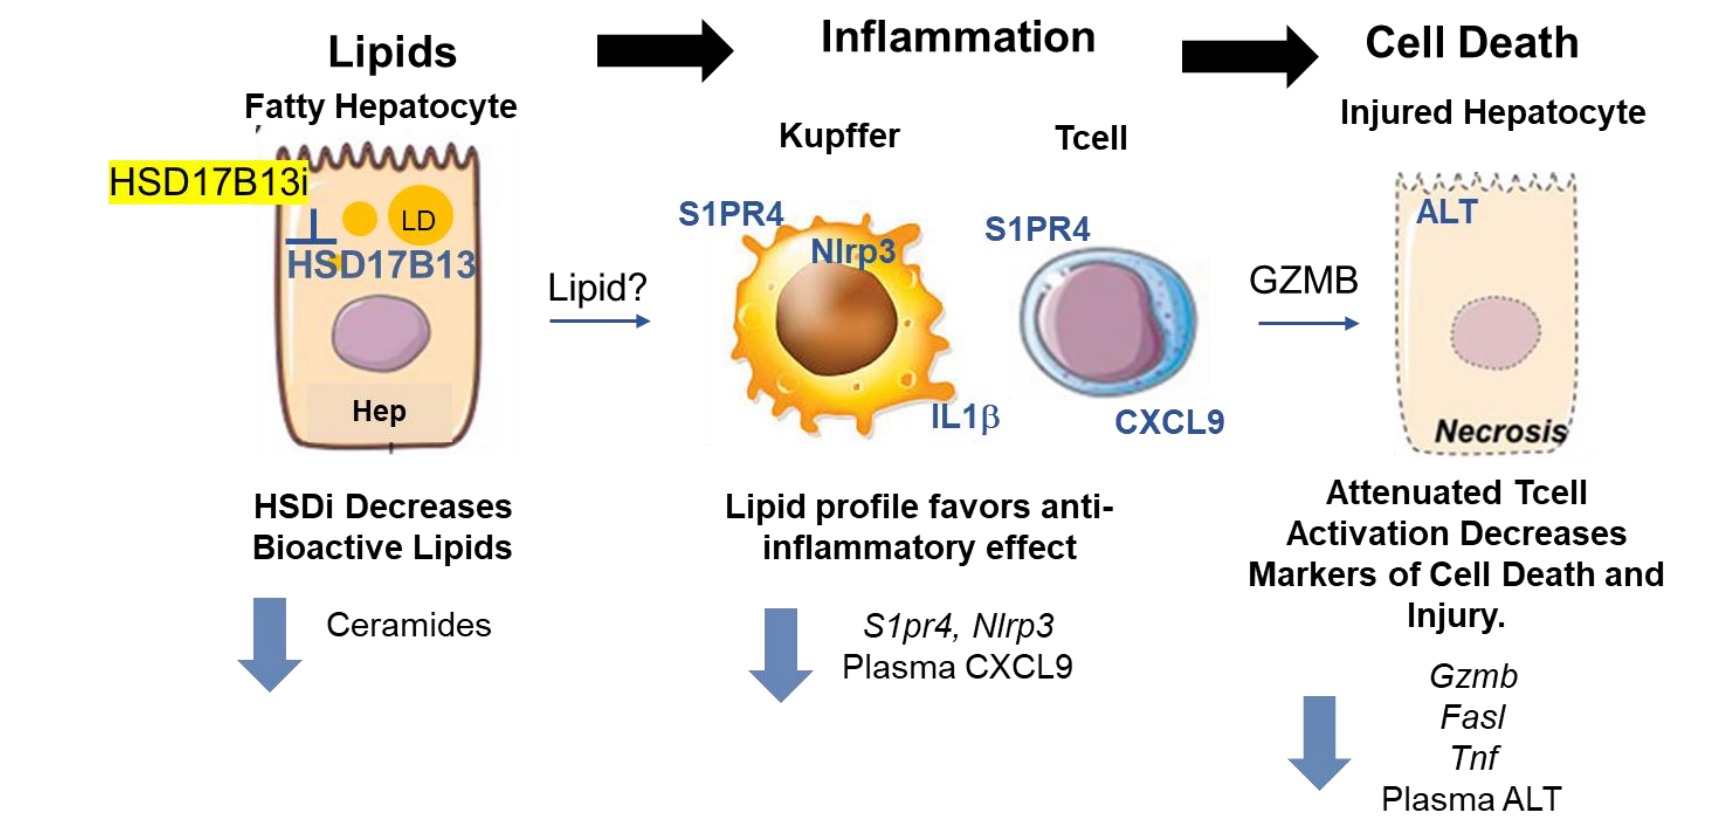 Lipids
Inflammation
Cell Death
Fatty Hepatocyte
Injured Hepatocyte
Kupffer
Tcell
HSD17B13i
LD
HSD17B13
Hep
Lipid?
S1PR4
Nlrp3
IL1β
S1PR4
CXCL9
GZMB
ALT
Necrosis
HSDi Decreases
Bioactive Lipids
Ceramides
Lipid profile favors anti-
inflammatory effect
S1pr4, Nlrp3
Plasma CXCL9
Attenuated Tcell
Activation Decreases
Markers of Cell Death and
Injury.
Gzmb
Fasl
Tnf
Plasma ALT